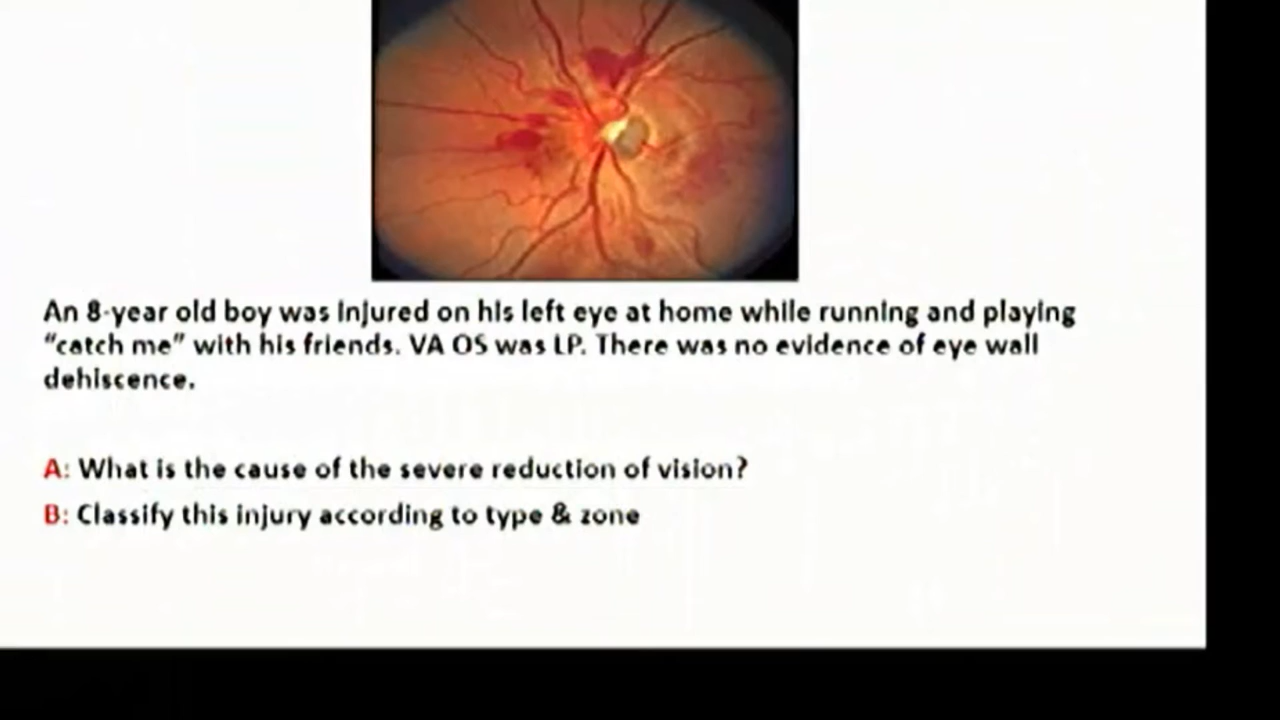 An 8-year old boy was injured on his left eye at home while running and playing
“catch me” with his friends. VA OS was LP. There was no evidence of eye wall
dehiscence.
A: What is the cause of the severe reduction of vision?
B: Classify this injury according to type & zone